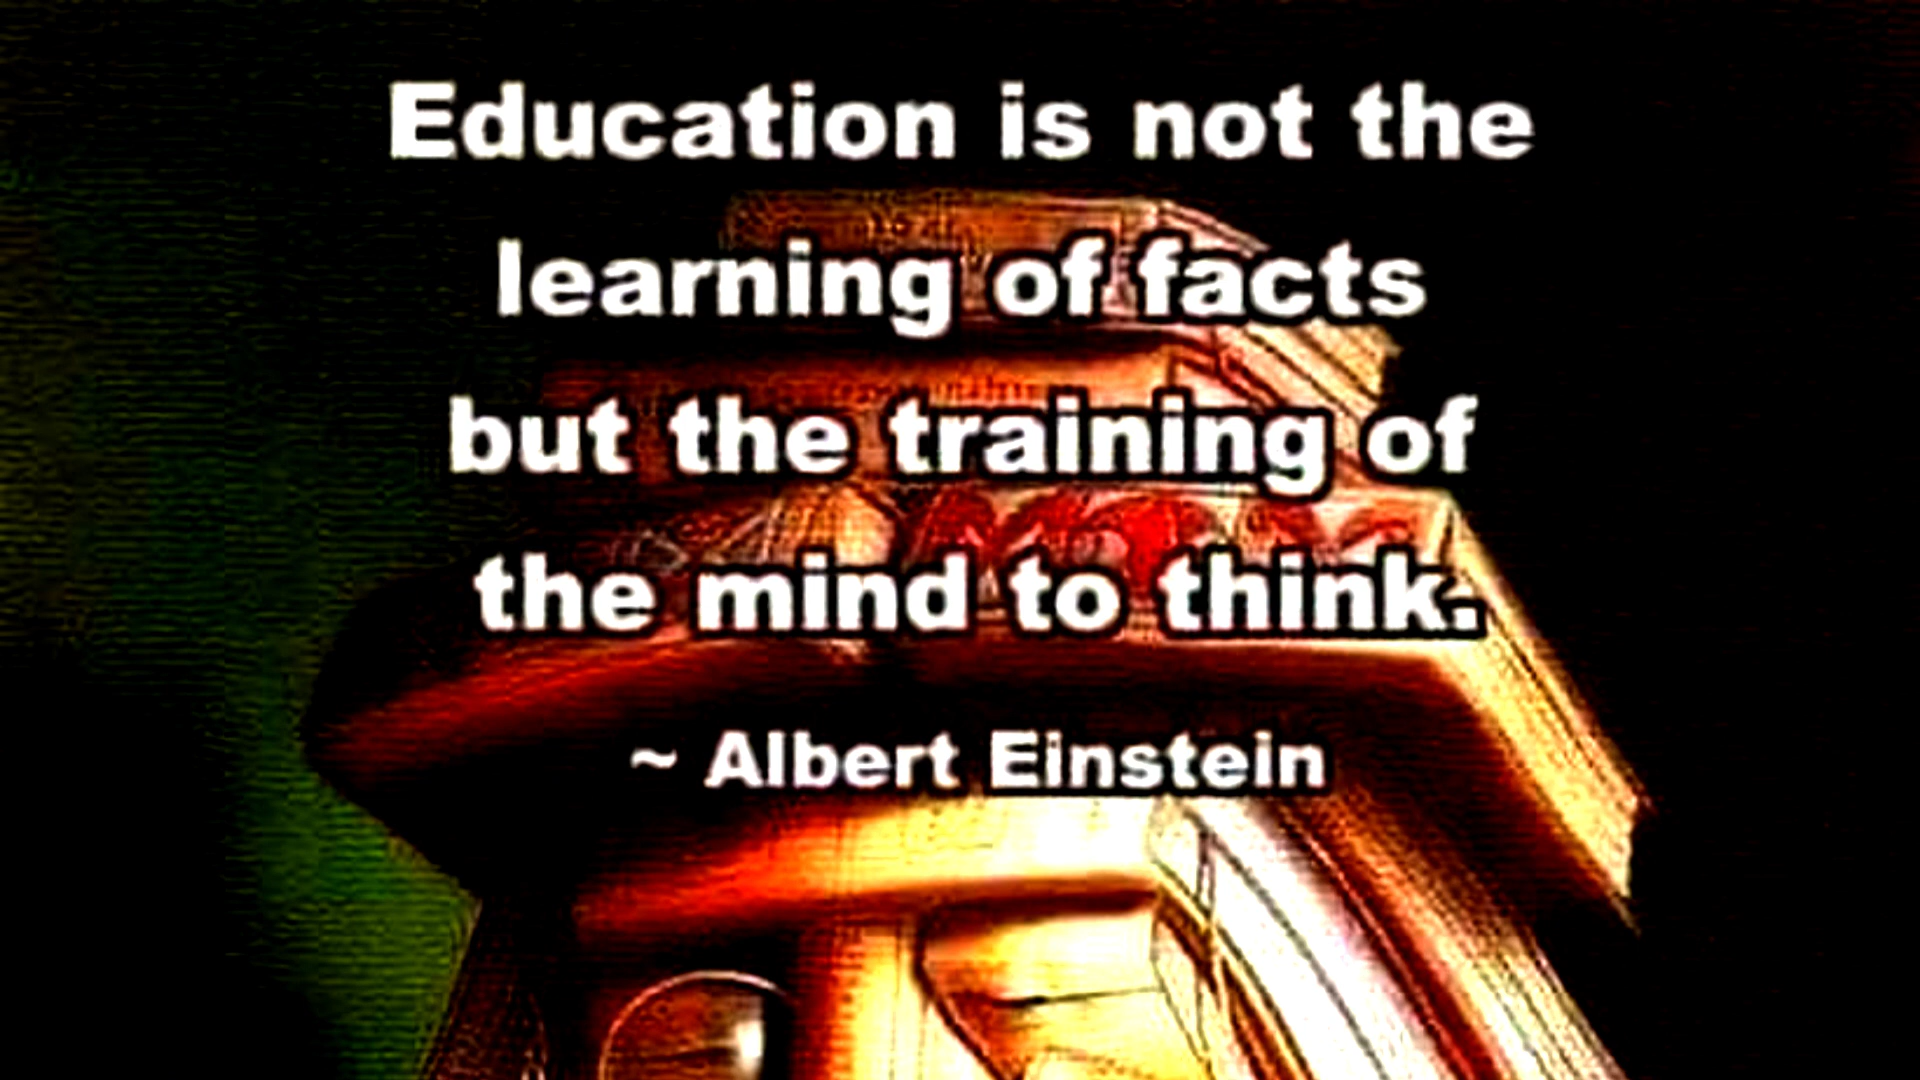 Education is not the
learning of facts
but the training of
the mind to think.
~ Albert Einstein